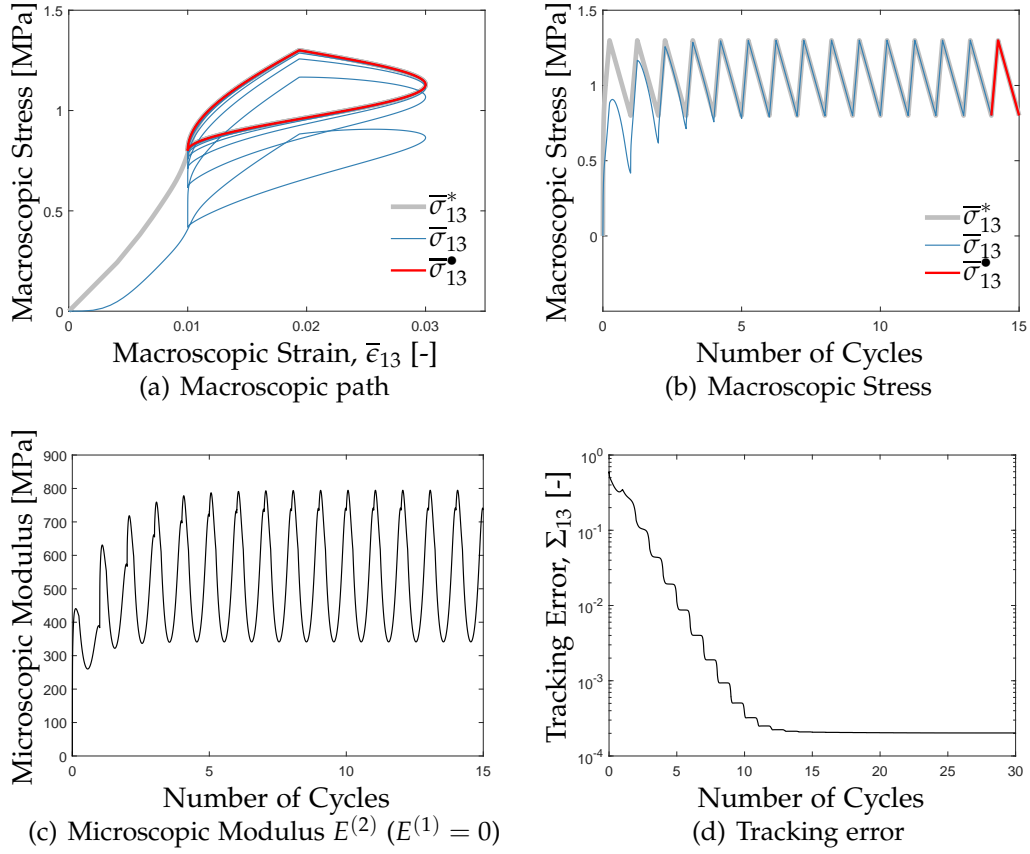 1.5
1
0.5
0
0 0.01 0.02 0.03
Macroscopic Stress [MPa]
Macroscopic Strain, ε̅₁₃ [-]
σ̅*₁₃
σ̅₁₃
σ̅•₁₃
(a) Macroscopic path
1.5
1
0.5
0
0 5 10 15
Macroscopic Stress [MPa]
Number of Cycles
σ̅*₁₃
σ̅₁₃
σ̅•₁₃
(b) Macroscopic Stress
900
800
700
600
500
400
300
200
100
0
0 5 10 15
Microscopic Modulus [MPa]
Number of Cycles
(c) Microscopic Modulus E⁽²⁾ (E⁽¹⁾ = 0)
10⁰
10⁻¹
10⁻²
10⁻³
10⁻⁴
0 5 10 15 20 25 30
Tracking Error, Σ₁₃ [-]
Number of Cycles
(d) Tracking error